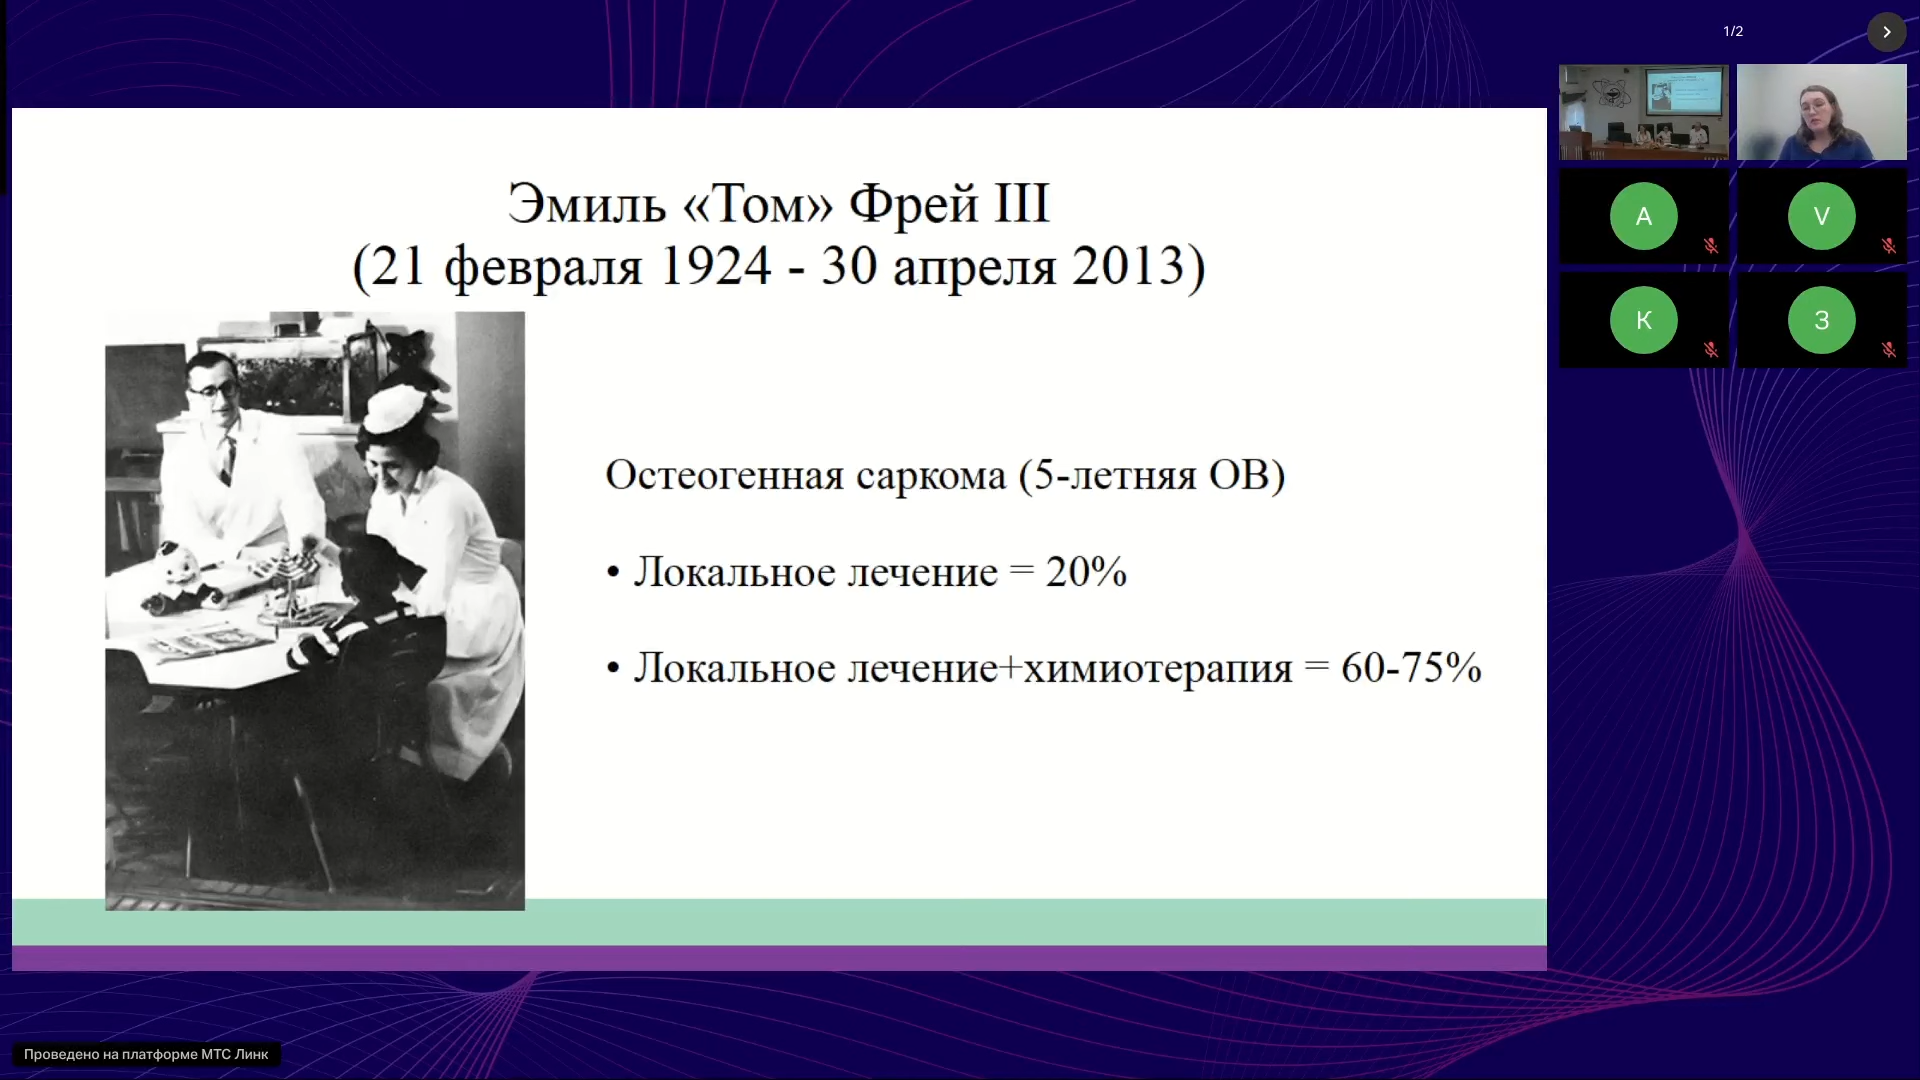 1/2
Эмиль «Том» Фрей III
(21 февраля 1924 - 30 апреля 2013)
Остеогенная саркома (5-летняя ОВ)
• Локальное лечение = 20%
• Локальное лечение+химиотерапия = 60-75%
A
V
К
З
Проведено на платформе МТС Линк